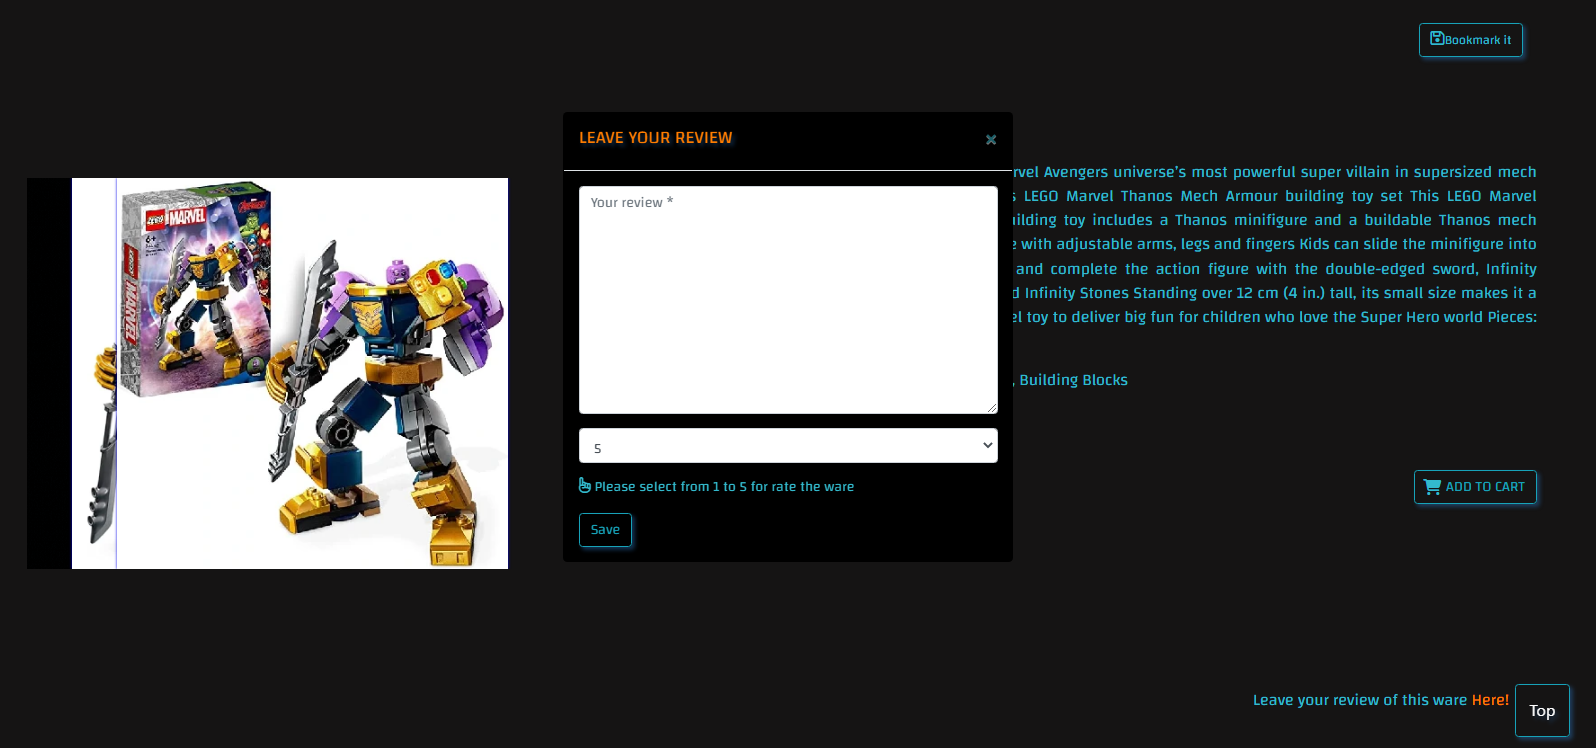 Bookmark it
LEAVE YOUR REVIEW
×
Your review *
5
Please select from 1 to 5 for rate the ware
Save
LEGO MARVEL
AVENGERS
6+
MARVEL
rvel Avengers universe's most powerful super villain in supersized mech
s LEGO Marvel Thanos Mech Armour building toy set This LEGO Marvel
uilding toy includes a Thanos minifigure and a buildable Thanos mech
e with adjustable arms, legs and fingers Kids can slide the minifigure into
and complete the action figure with the double-edged sword, Infinity
d Infinity Stones Standing over 12 cm (4 in.) tall, its small size makes it a
el toy to deliver big fun for children who love the Super Hero world Pieces:
, Building Blocks
ADD TO CART
Leave your review of this ware Here!
Top